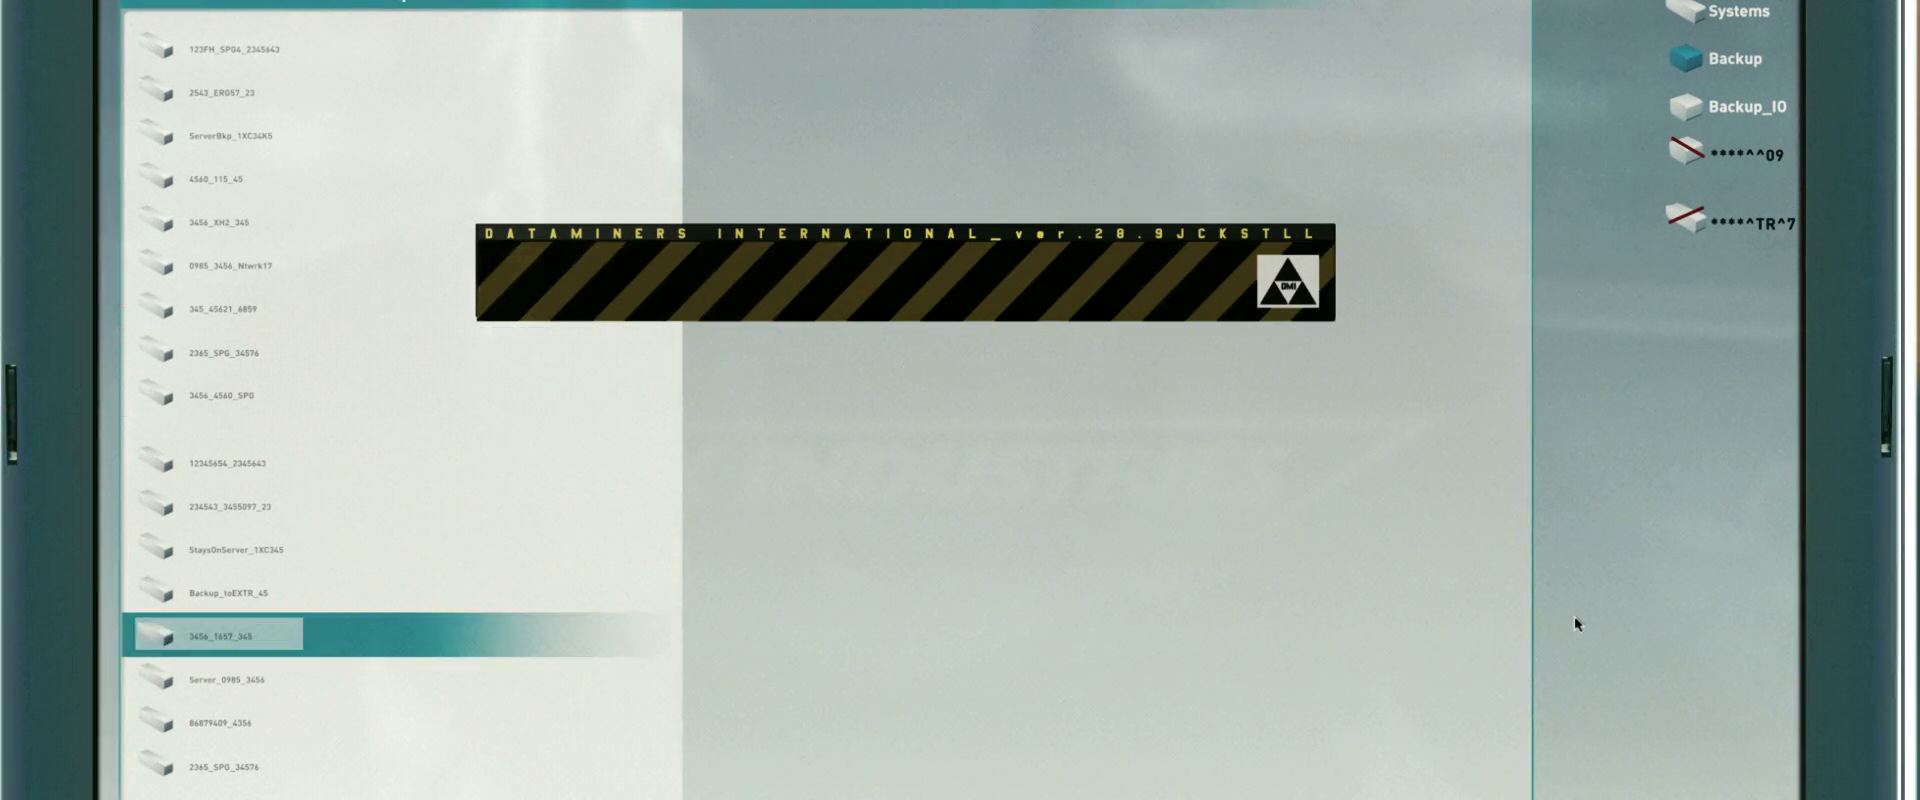 123FH_SPG4_2345643
2543_ERG57_23
ServerBkp_1XC34K5
4560_115_45
3456_XH2_345
0985_3456_Ntwrk17
345_45621_6859
2365_SPG_34576
3456_4560_SPG
12345654_2345643
234543_3455097_23
StaysOnServer_1XC345
Backup_toEXTR_45
3456_1657_345
Server_0985_3456
86879409_4356
2365_SPG_34576
DATAMINERS INTERNATIONAL_ver.28.9JCKSTLL
DMI
Systems
Backup
Backup_IO
****^^09
****^TR^7